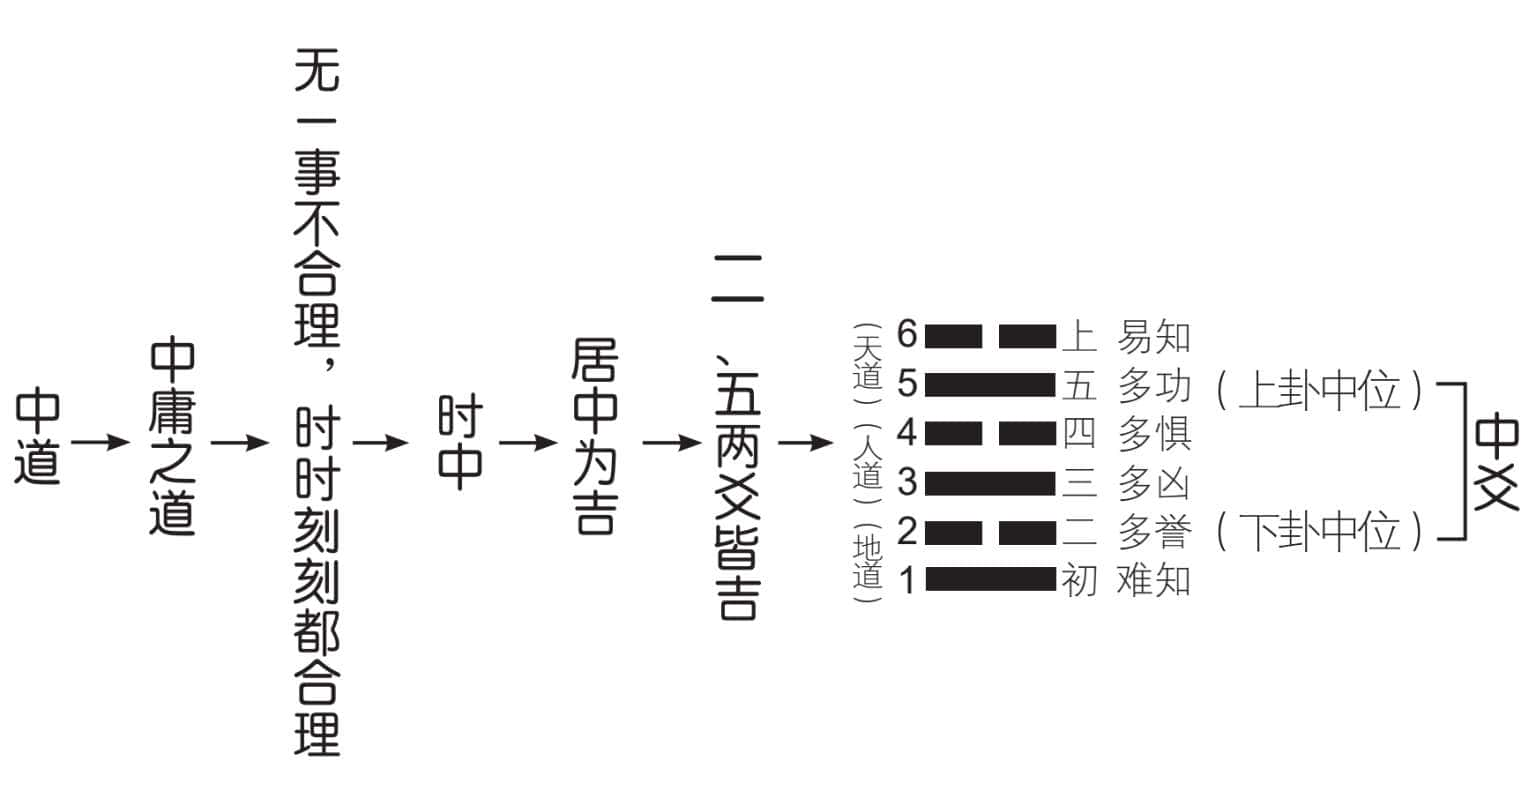 中道
中庸之道
无一事不合理，时时刻刻都合理
时中
居中为吉
二、五两爻皆吉
（天道）
（人道）
（地道）
6 上 易知
5 五 多功（上卦中位）
4 四 多惧
3 三 多凶
2 二 多誉（下卦中位）
1 初 难知
中爻